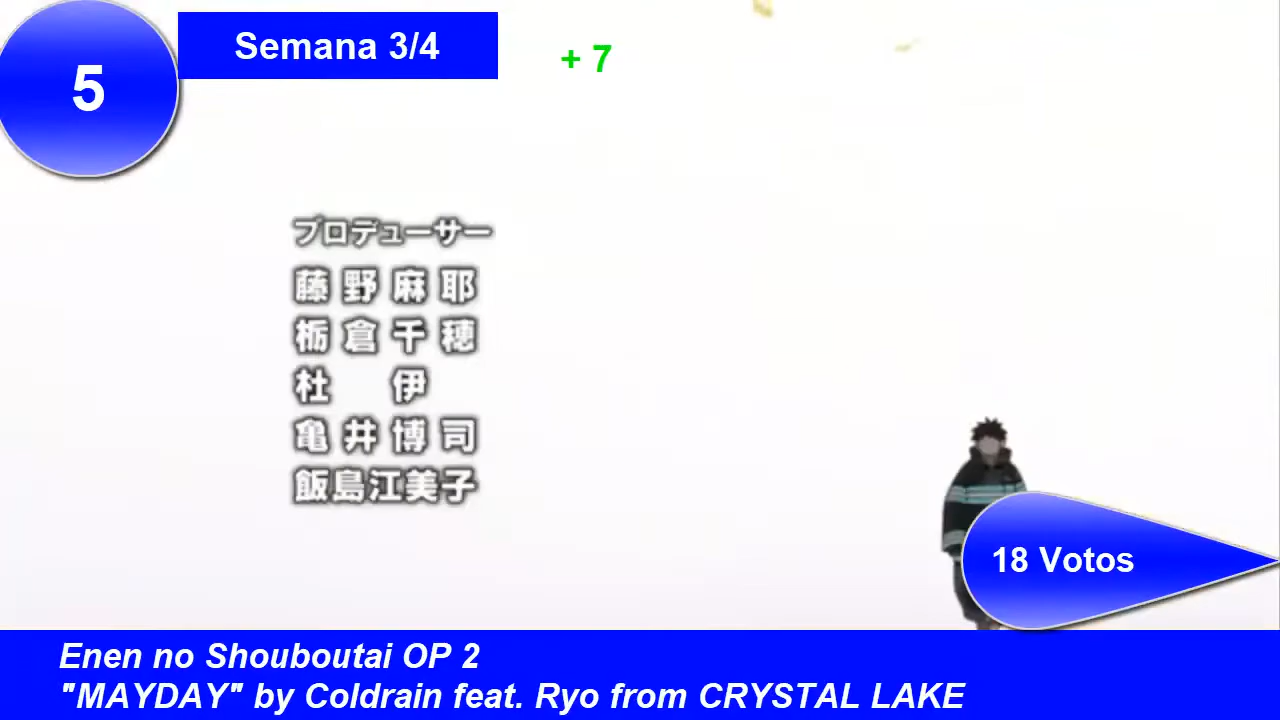 5
Semana 3/4
+ 7
プロデューサー
藤野麻耶
栃倉千穂
杜 伊
亀井博司
飯島江美子
18 Votos
Enen no Shouboutai OP 2
"MAYDAY" by Coldrain feat. Ryo from CRYSTAL LAKE